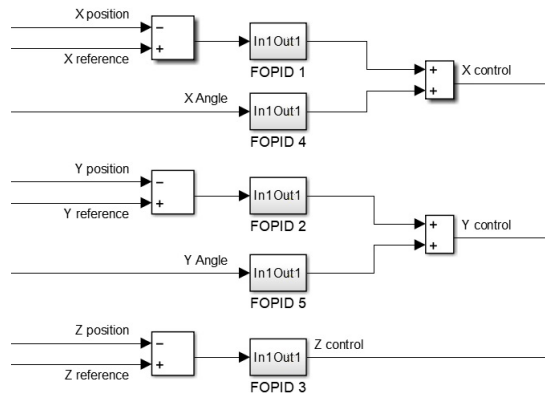 X position
−
X reference
+
In1Out1
FOPID 1
+
+
X control
X Angle
In1Out1
FOPID 4
Y position
−
Y reference
+
In1Out1
FOPID 2
+
+
Y control
Y Angle
In1Out1
FOPID 5
Z position
−
Z reference
+
In1Out1
FOPID 3
Z control